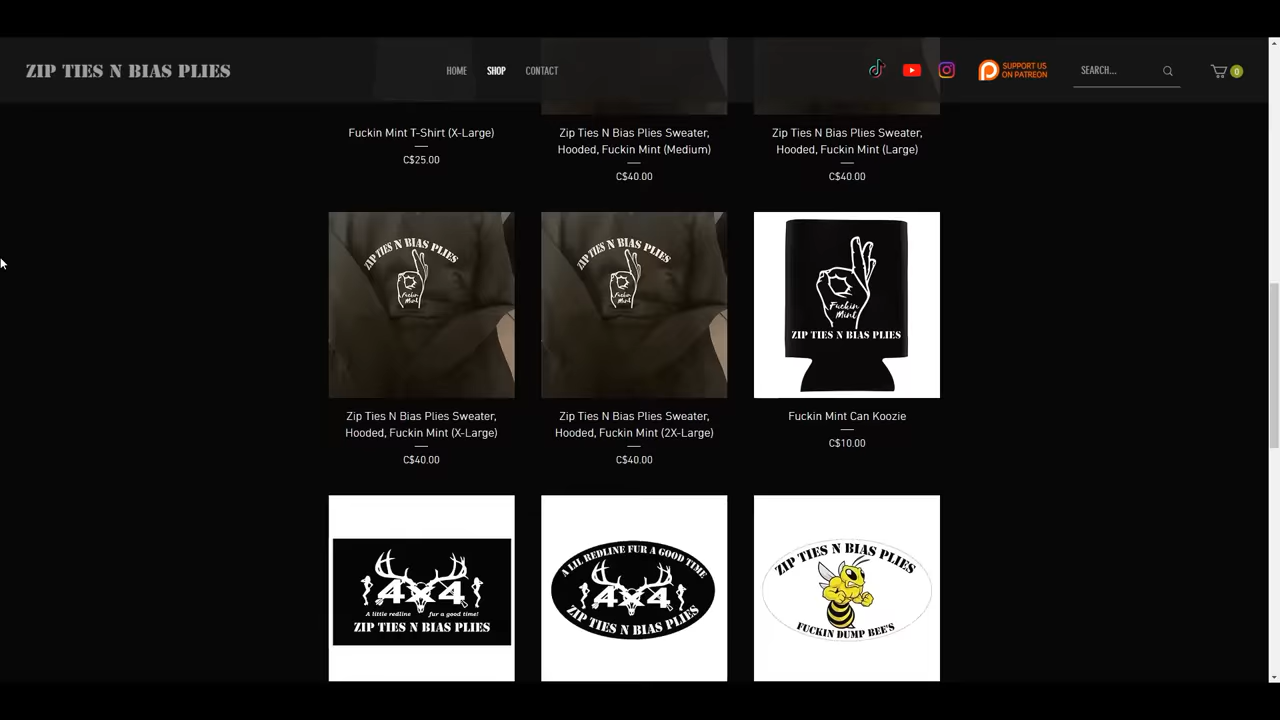 ZIP TIES N BIAS PLIES
HOME
SHOP
CONTACT
SUPPORT US
ON PATREON
SEARCH...
0
Fuckin Mint T-Shirt (X-Large)
C$25.00
Zip Ties N Bias Plies Sweater,
Hooded, Fuckin Mint (Medium)
C$40.00
Zip Ties N Bias Plies Sweater,
Hooded, Fuckin Mint (Large)
C$40.00
ZIP TIES N BIAS PLIES
Fuckin
Mint
ZIP TIES N BIAS PLIES
Fuckin
Mint
Fuckin
Mint
ZIP TIES N BIAS PLIES
Zip Ties N Bias Plies Sweater,
Hooded, Fuckin Mint (X-Large)
C$40.00
Zip Ties N Bias Plies Sweater,
Hooded, Fuckin Mint (2X-Large)
C$40.00
Fuckin Mint Can Koozie
C$10.00
4x4
A little redline fur a good time!
ZIP TIES N BIAS PLIES
A LIL REDLINE FUR A GOOD TIME
4x4
ZIP TIES N BIAS PLIES
ZIP TIES N BIAS PLIES
FUCKIN DUMP BEE'S